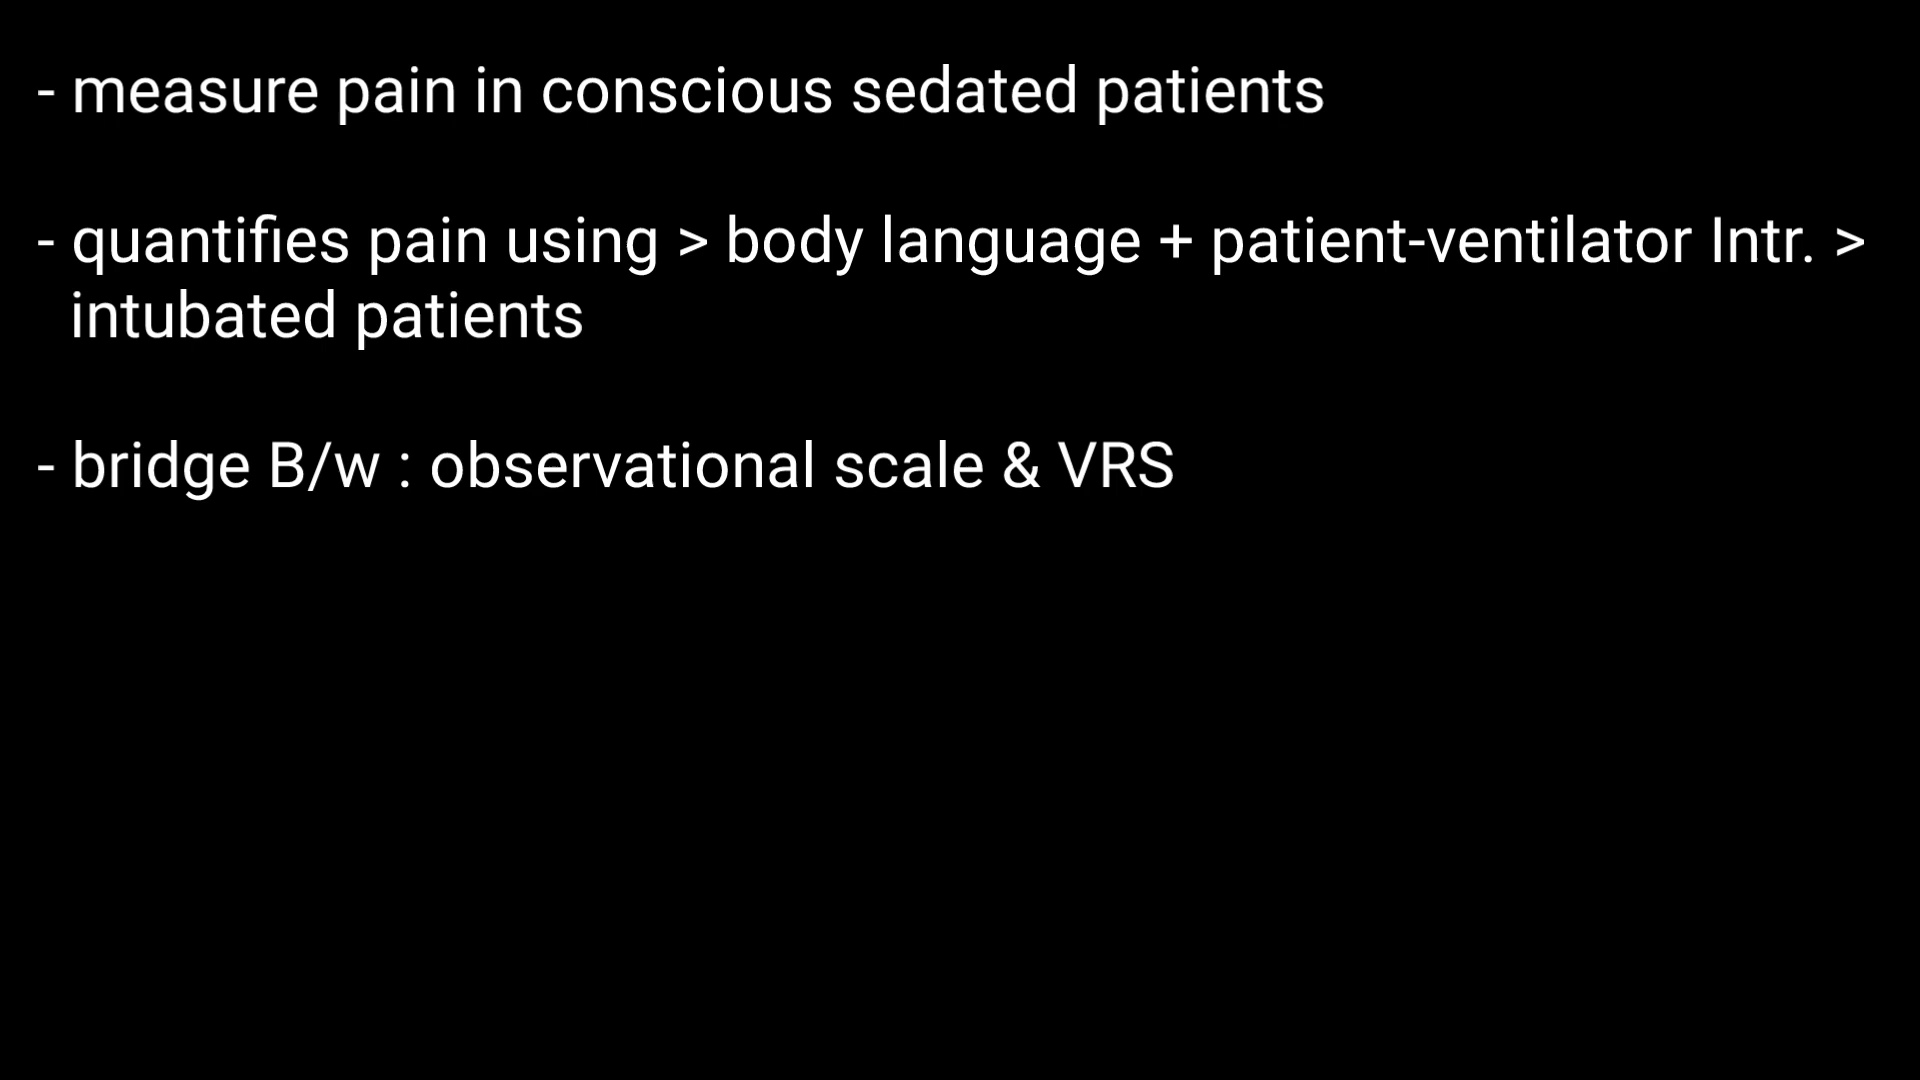 - measure pain in conscious sedated patients
- quantifies pain using > body language + patient-ventilator Intr. >
intubated patients
- bridge B/w : observational scale & VRS